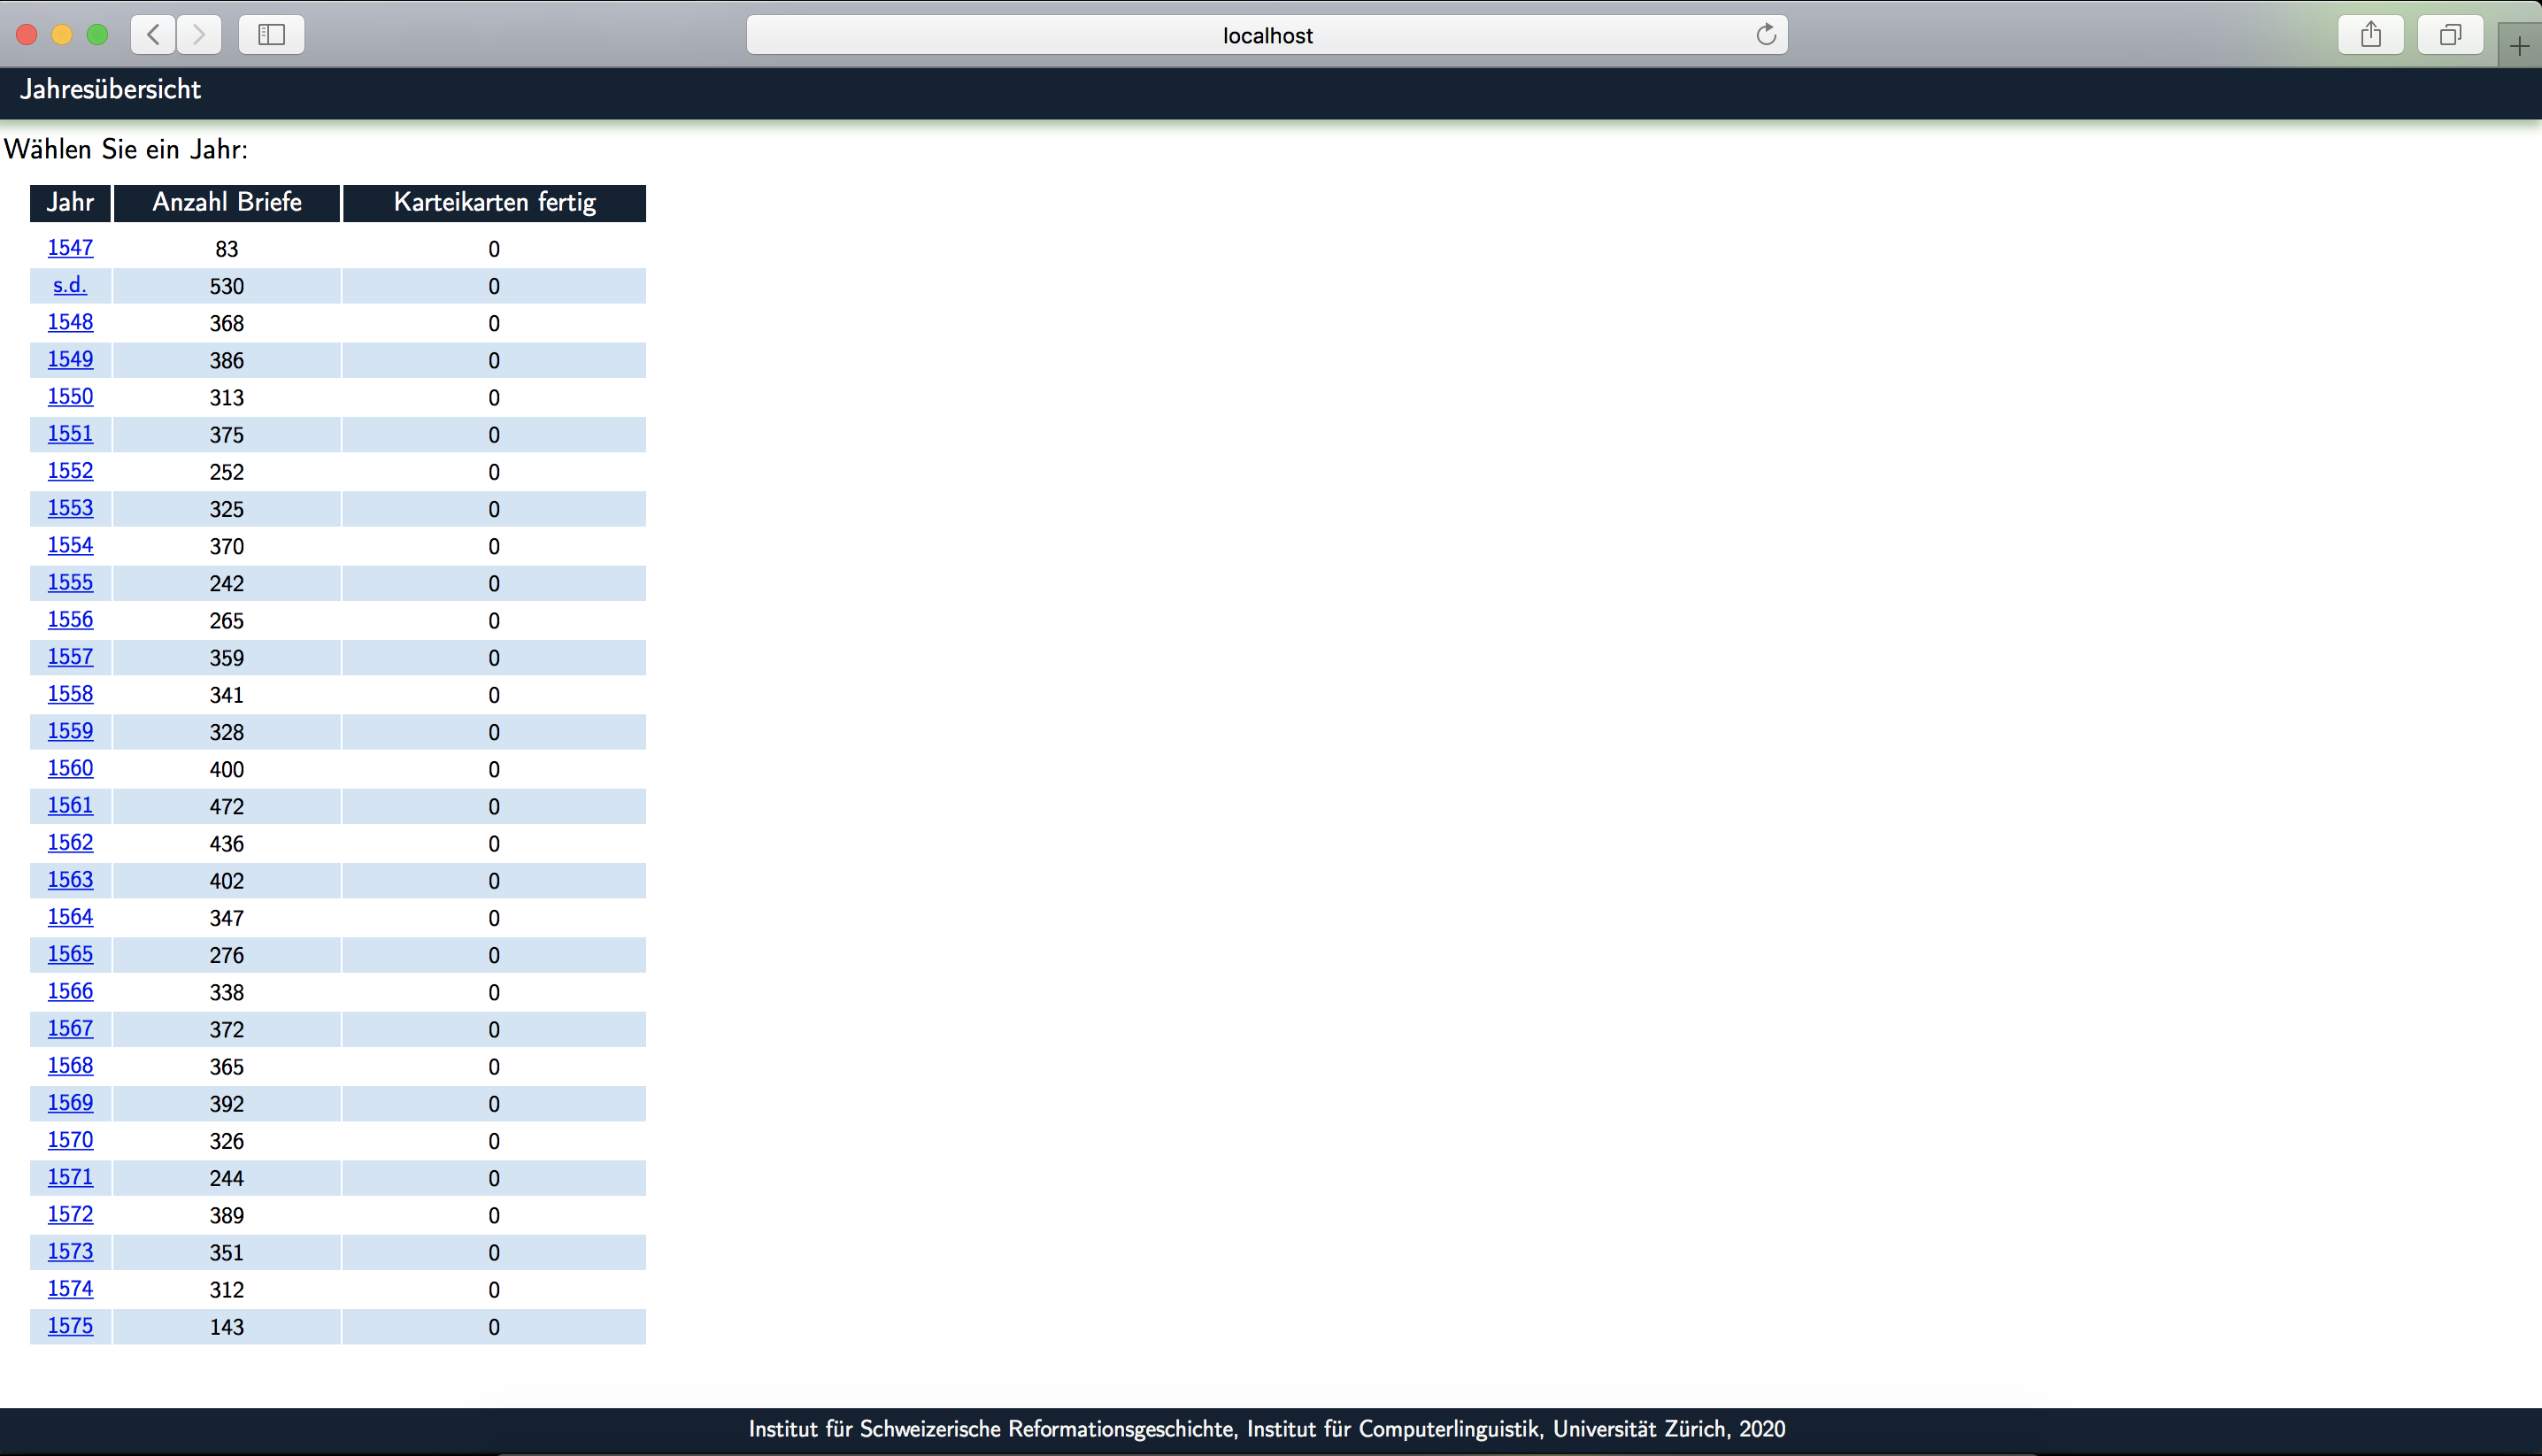 localhost
Jahresübersicht
Wählen Sie ein Jahr:
Jahr Anzahl Briefe Karteikarten fertig
1547 83 0
s.d. 530 0
1548 368 0
1549 386 0
1550 313 0
1551 375 0
1552 252 0
1553 325 0
1554 370 0
1555 242 0
1556 265 0
1557 359 0
1558 341 0
1559 328 0
1560 400 0
1561 472 0
1562 436 0
1563 402 0
1564 347 0
1565 276 0
1566 338 0
1567 372 0
1568 365 0
1569 392 0
1570 326 0
1571 244 0
1572 389 0
1573 351 0
1574 312 0
1575 143 0
Institut für Schweizerische Reformationsgeschichte, Institut für Computerlinguistik, Universität Zürich, 2020